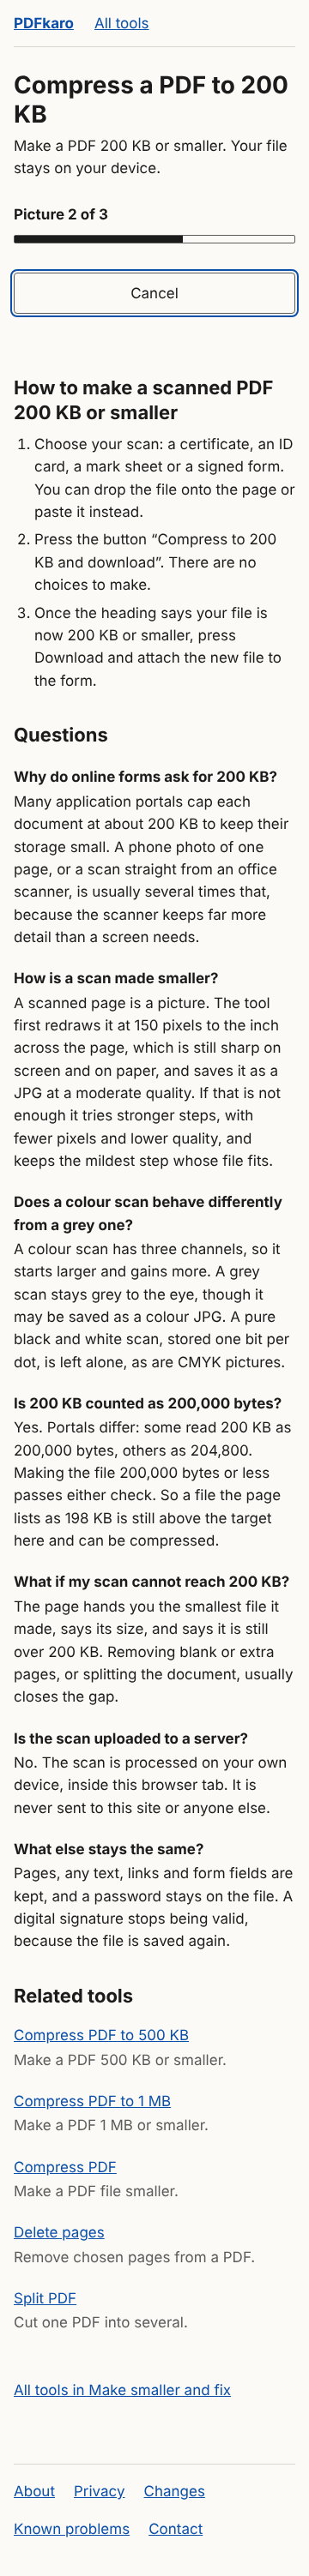 PDFkaro All tools
Compress a PDF to 200
KB
Make a PDF 200 KB or smaller. Your file
stays on your device.
Picture 2 of 3
Cancel
How to make a scanned PDF
200 KB or smaller
1. Choose your scan: a certificate, an ID
card, a mark sheet or a signed form.
You can drop the file onto the page or
paste it instead.
2. Press the button “Compress to 200
KB and download”. There are no
choices to make.
3. Once the heading says your file is
now 200 KB or smaller, press
Download and attach the new file to
the form.
Questions
Why do online forms ask for 200 KB?
Many application portals cap each
document at about 200 KB to keep their
storage small. A phone photo of one
page, or a scan straight from an office
scanner, is usually several times that,
because the scanner keeps far more
detail than a screen needs.
How is a scan made smaller?
A scanned page is a picture. The tool
first redraws it at 150 pixels to the inch
across the page, which is still sharp on
screen and on paper, and saves it as a
JPG at a moderate quality. If that is not
enough it tries stronger steps, with
fewer pixels and lower quality, and
keeps the mildest step whose file fits.
Does a colour scan behave differently
from a grey one?
A colour scan has three channels, so it
starts larger and gains more. A grey
scan stays grey to the eye, though it
may be saved as a colour JPG. A pure
black and white scan, stored one bit per
dot, is left alone, as are CMYK pictures.
Is 200 KB counted as 200,000 bytes?
Yes. Portals differ: some read 200 KB as
200,000 bytes, others as 204,800.
Making the file 200,000 bytes or less
passes either check. So a file the page
lists as 198 KB is still above the target
here and can be compressed.
What if my scan cannot reach 200 KB?
The page hands you the smallest file it
made, says its size, and says it is still
over 200 KB. Removing blank or extra
pages, or splitting the document, usually
closes the gap.
Is the scan uploaded to a server?
No. The scan is processed on your own
device, inside this browser tab. It is
never sent to this site or anyone else.
What else stays the same?
Pages, any text, links and form fields are
kept, and a password stays on the file. A
digital signature stops being valid,
because the file is saved again.
Related tools
Compress PDF to 500 KB
Make a PDF 500 KB or smaller.
Compress PDF to 1 MB
Make a PDF 1 MB or smaller.
Compress PDF
Make a PDF file smaller.
Delete pages
Remove chosen pages from a PDF.
Split PDF
Cut one PDF into several.
All tools in Make smaller and fix
About Privacy Changes
Known problems Contact